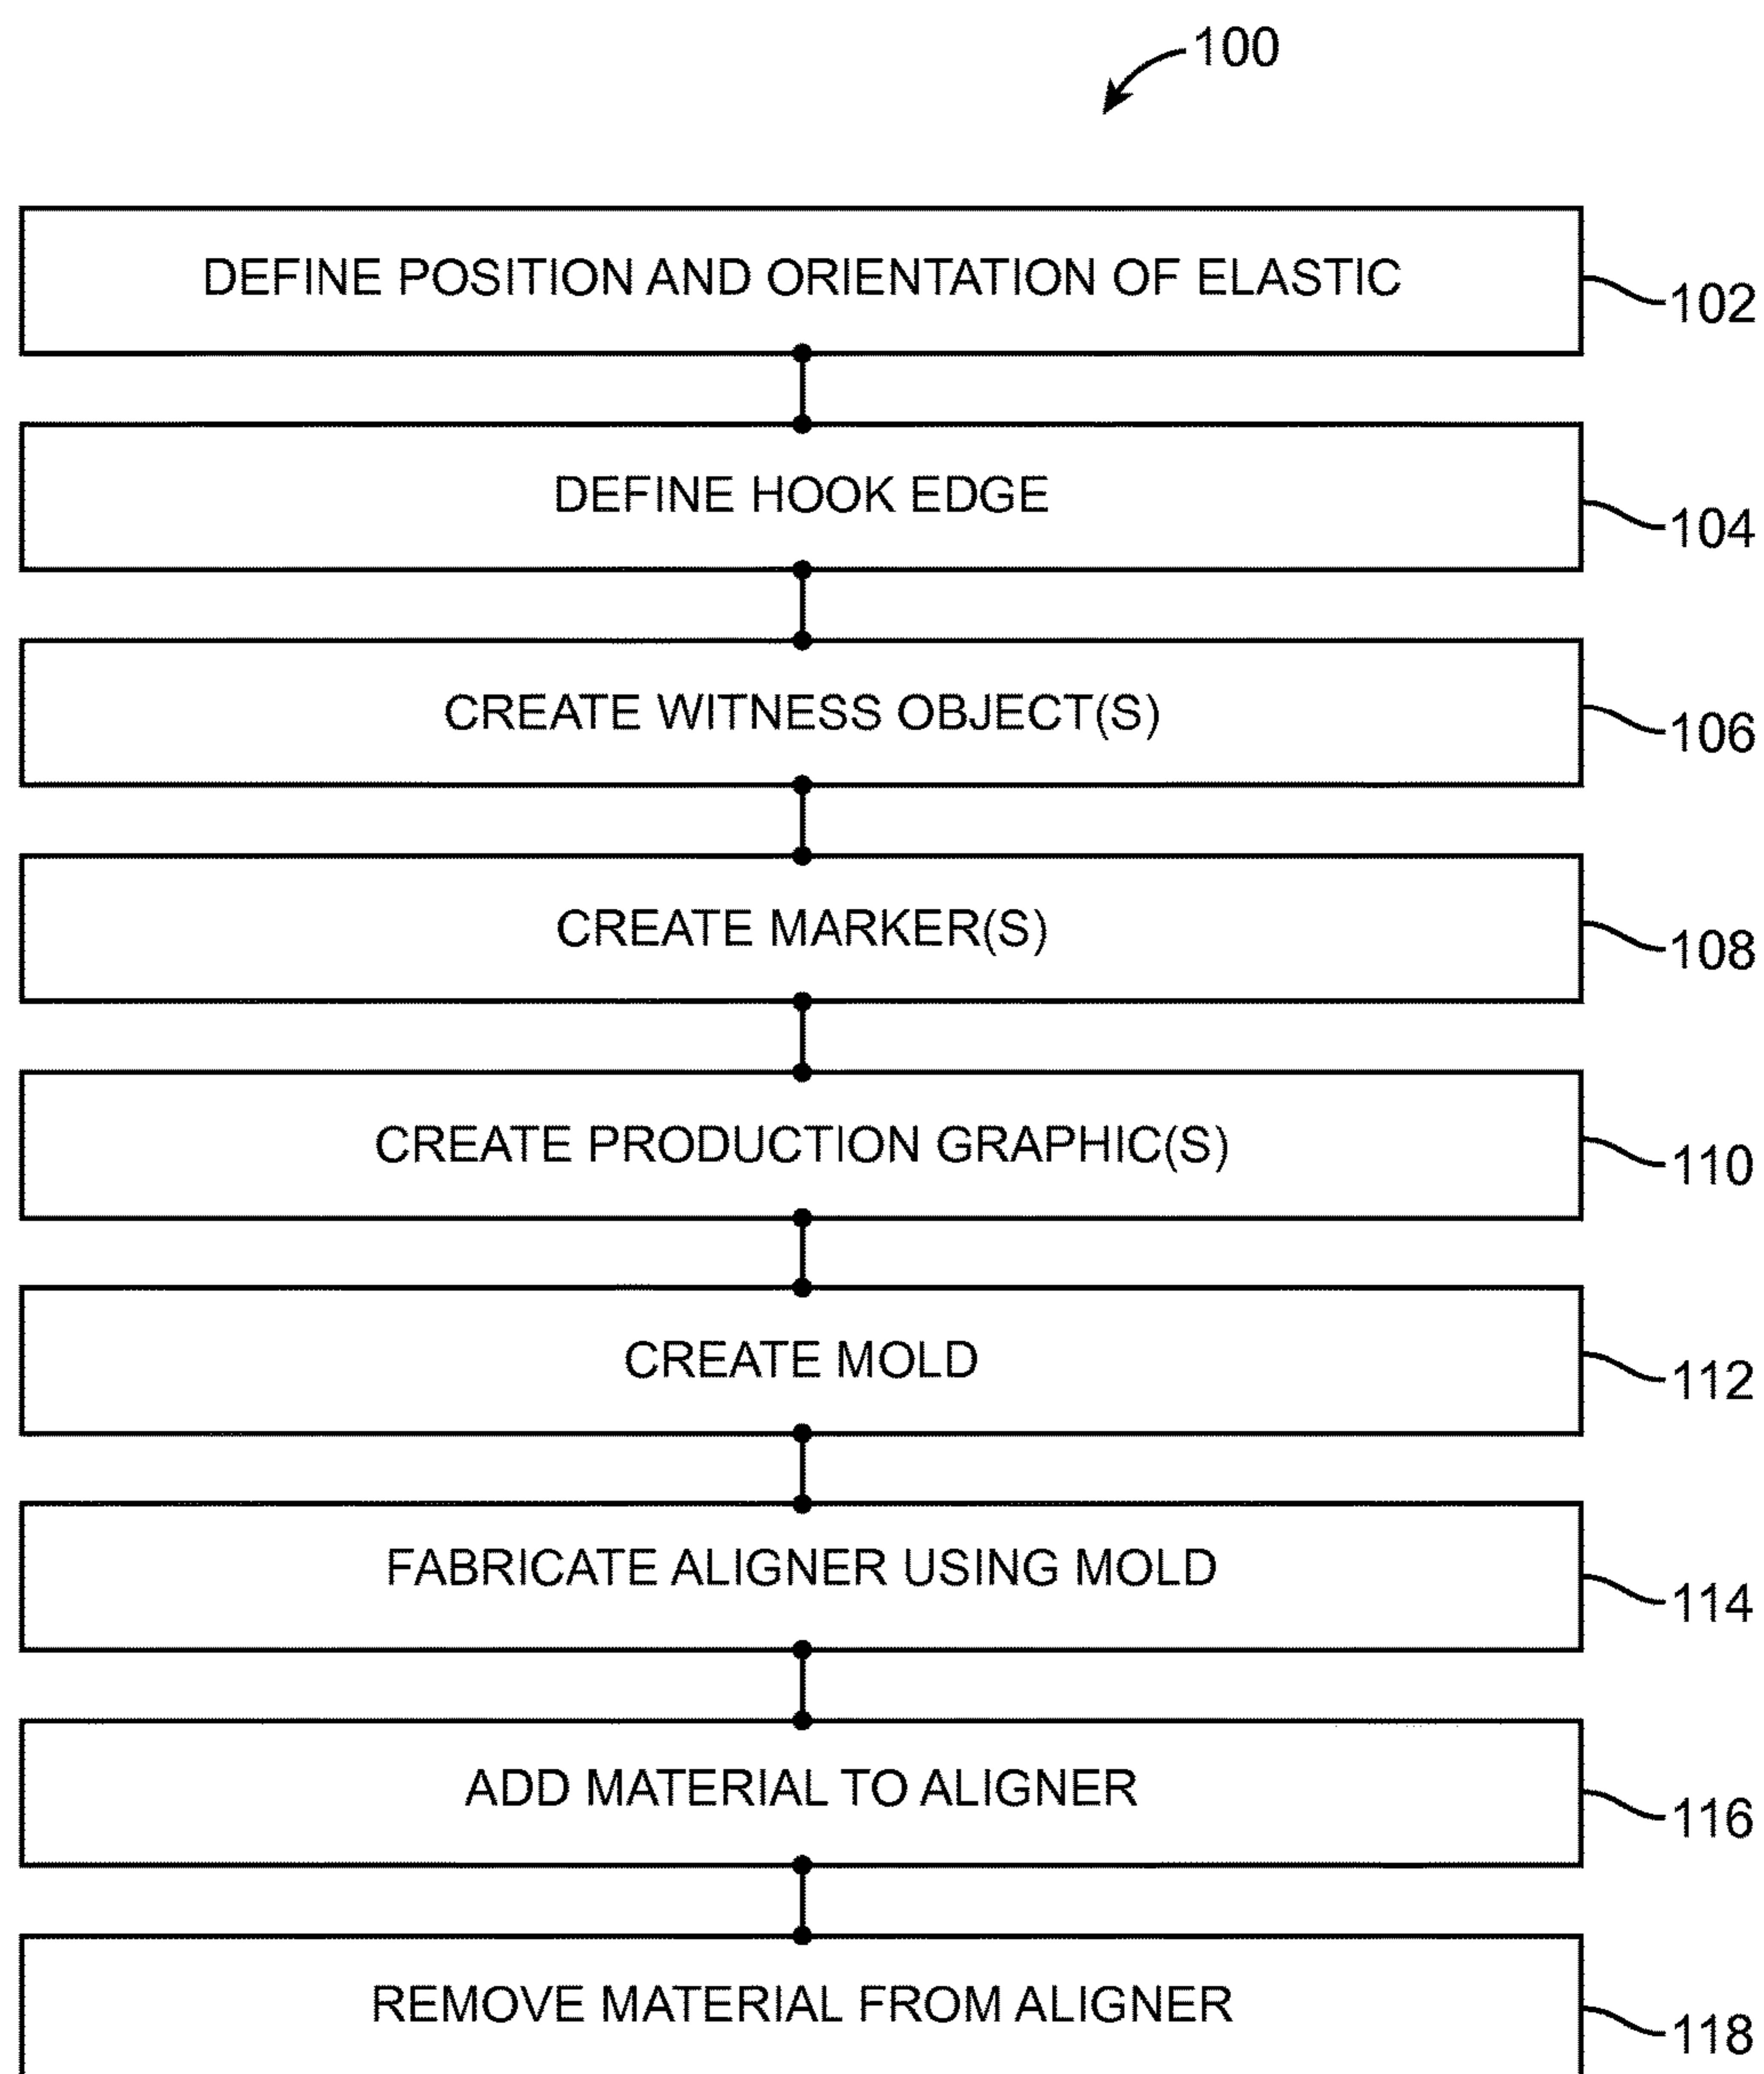 100
DEFINE POSITION AND ORIENTATION OF ELASTIC
102
DEFINE HOOK EDGE
104
CREATE WITNESS OBJECT(S)
106
CREATE MARKER(S)
108
CREATE PRODUCTION GRAPHIC(S)
110
CREATE MOLD
112
FABRICATE ALIGNER USING MOLD
114
ADD MATERIAL TO ALIGNER
116
REMOVE MATERIAL FROM ALIGNER
118